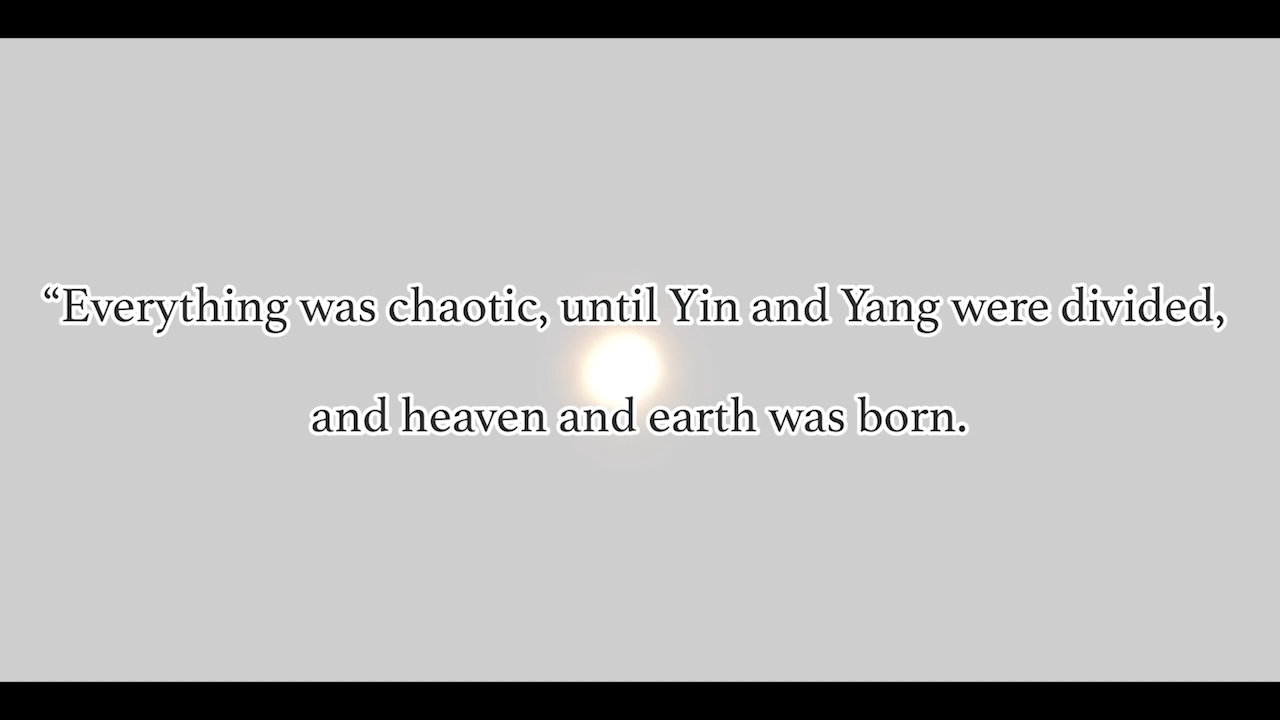 “Everything was chaotic, until Yin and Yang were divided,
and heaven and earth was born.